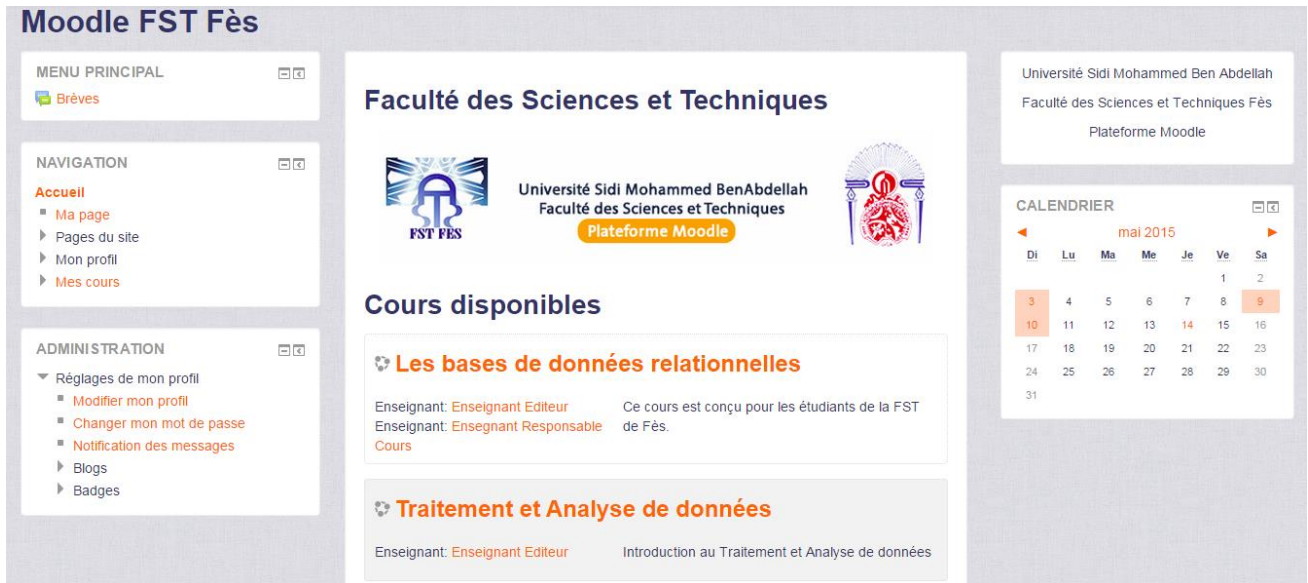 Moodle FST Fès
MENU PRINCIPAL
Brèves
NAVIGATION
Accueil
Ma page
Pages du site
Mon profil
Mes cours
ADMINISTRATION
Réglages de mon profil
Modifier mon profil
Changer mon mot de passe
Notification des messages
Blogs
Badges
Faculté des Sciences et Techniques
FST FES
Université Sidi Mohammed BenAbdellah
Faculté des Sciences et Techniques
Plateforme Moodle
Cours disponibles
Les bases de données relationnelles
Enseignant: Enseignant Editeur
Enseignant: Ensegnant Responsable
Cours
Ce cours est conçu pour les étudiants de la FST
de Fès.
Traitement et Analyse de données
Enseignant: Enseignant Editeur
Introduction au Traitement et Analyse de données
Université Sidi Mohammed Ben Abdellah
Faculté des Sciences et Techniques Fès
Plateforme Moodle
CALENDRIER
◄ mai 2015 ►
Di Lu Ma Me Je Ve Sa
1 2
3 4 5 6 7 8 9
10 11 12 13 14 15 16
17 18 19 20 21 22 23
24 25 26 27 28 29 30
31